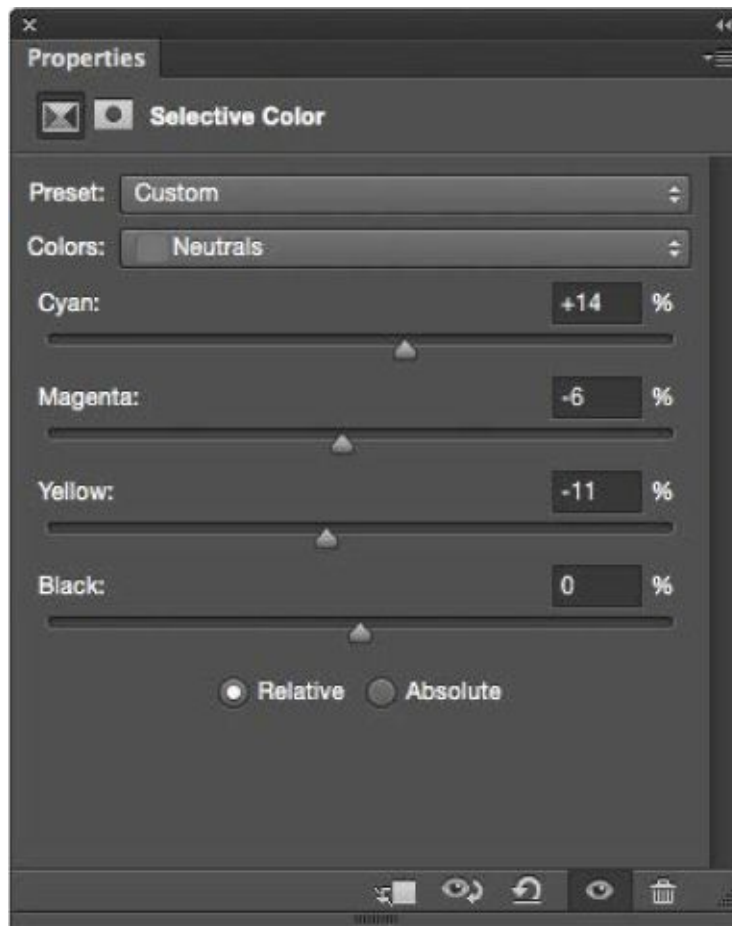 Properties
Selective Color
Preset: Custom
Colors: Neutrals
Cyan: +14 %
Magenta: -6 %
Yellow: -11 %
Black: 0 %
Relative Absolute